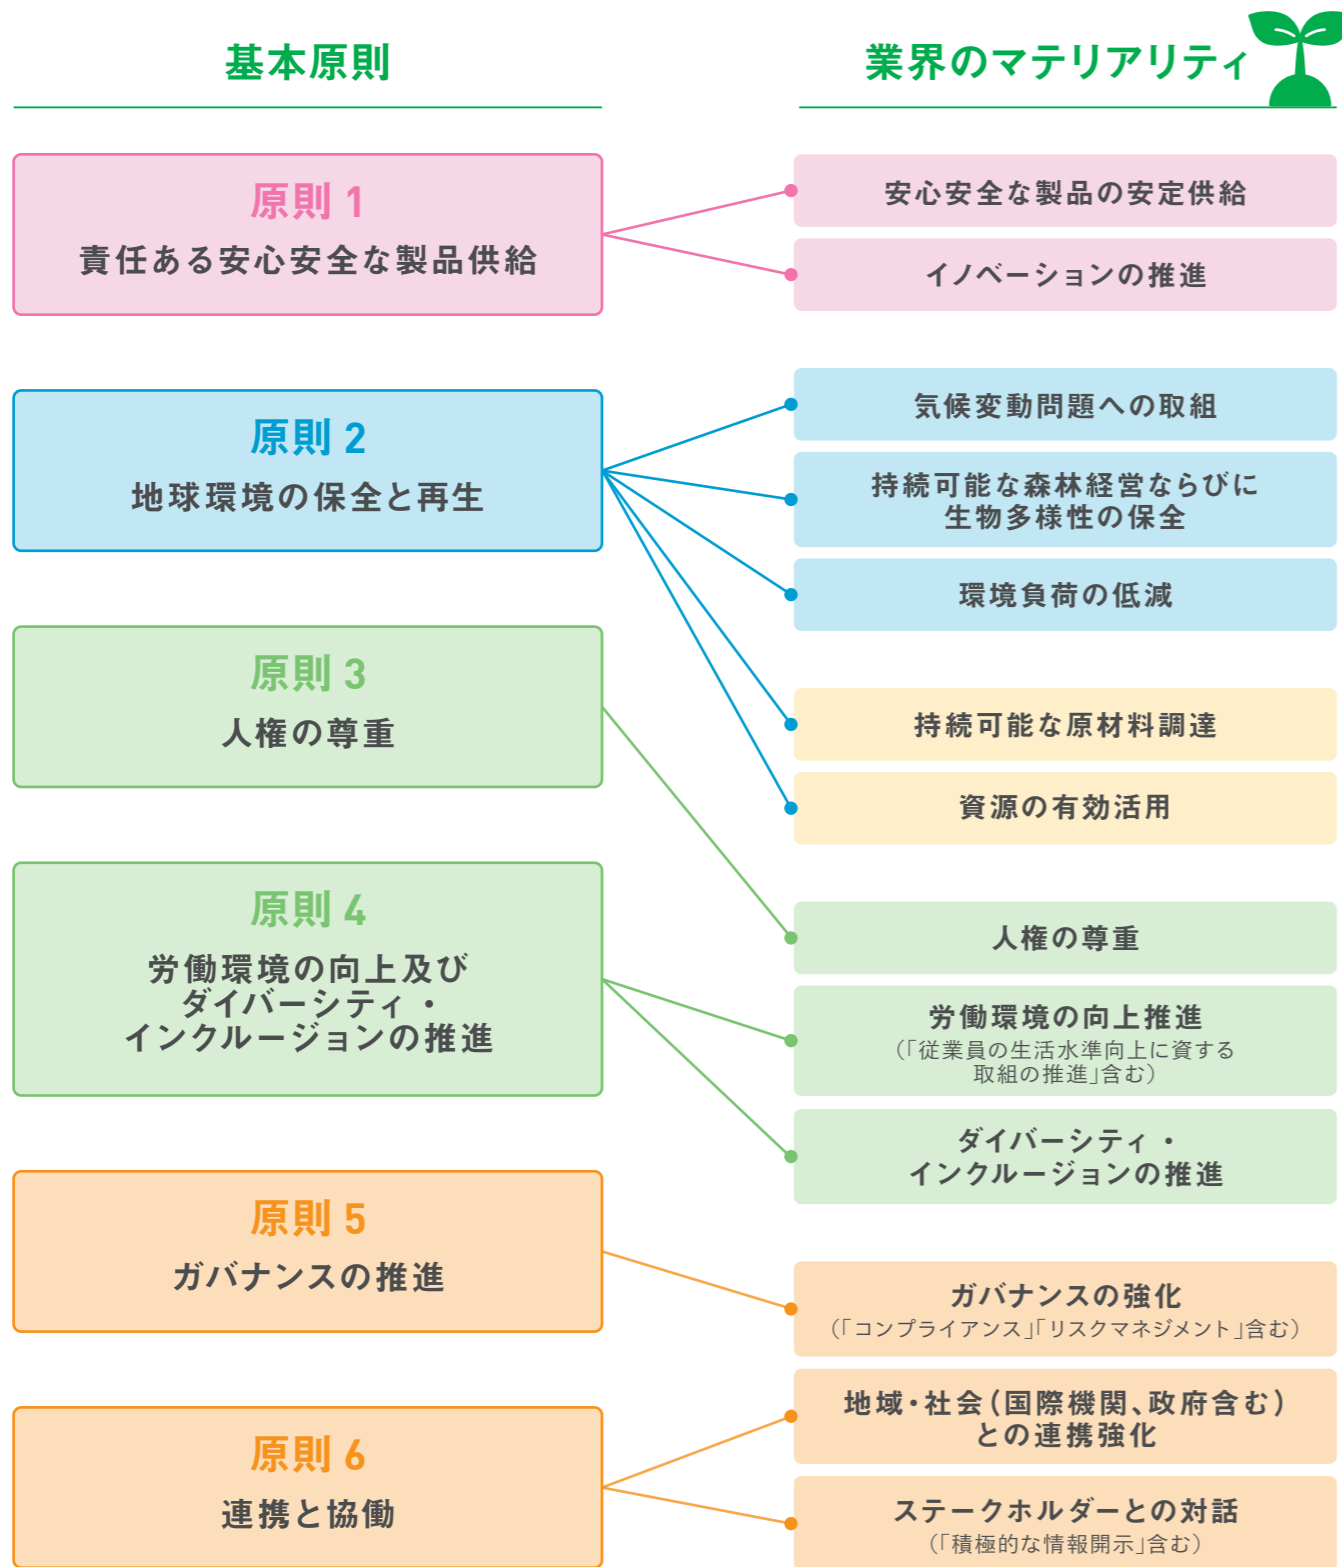 基本原則
業界のマテリアリティ
原則 1
責任ある安心安全な製品供給
安心安全な製品の安定供給
イノベーションの推進
原則 2
地球環境の保全と再生
気候変動問題への取組
持続可能な森林経営ならびに
生物多様性の保全
環境負荷の低減
持続可能な原材料調達
資源の有効活用
原則 3
人権の尊重
人権の尊重
原則 4
労働環境の向上及び
ダイバーシティ・
インクルージョンの推進
労働環境の向上推進
（「従業員の生活水準向上に資する
取組の推進」含む）
ダイバーシティ・
インクルージョンの推進
原則 5
ガバナンスの推進
ガバナンスの強化
（「コンプライアンス」「リスクマネジメント」含む）
原則 6
連携と協働
地域・社会（国際機関、政府含む）
との連携強化
ステークホルダーとの対話
（「積極的な情報開示」含む）